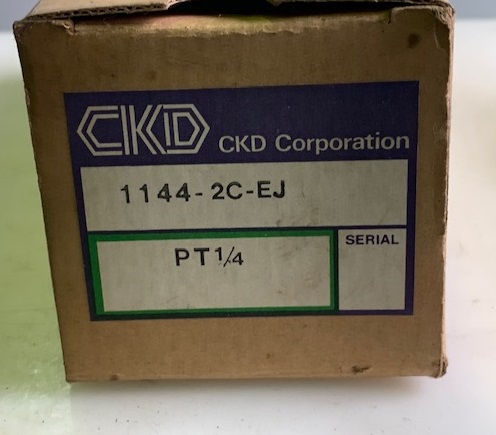 CKD CKD Corporation
1144-2C-EJ
PT1/4
SERIAL